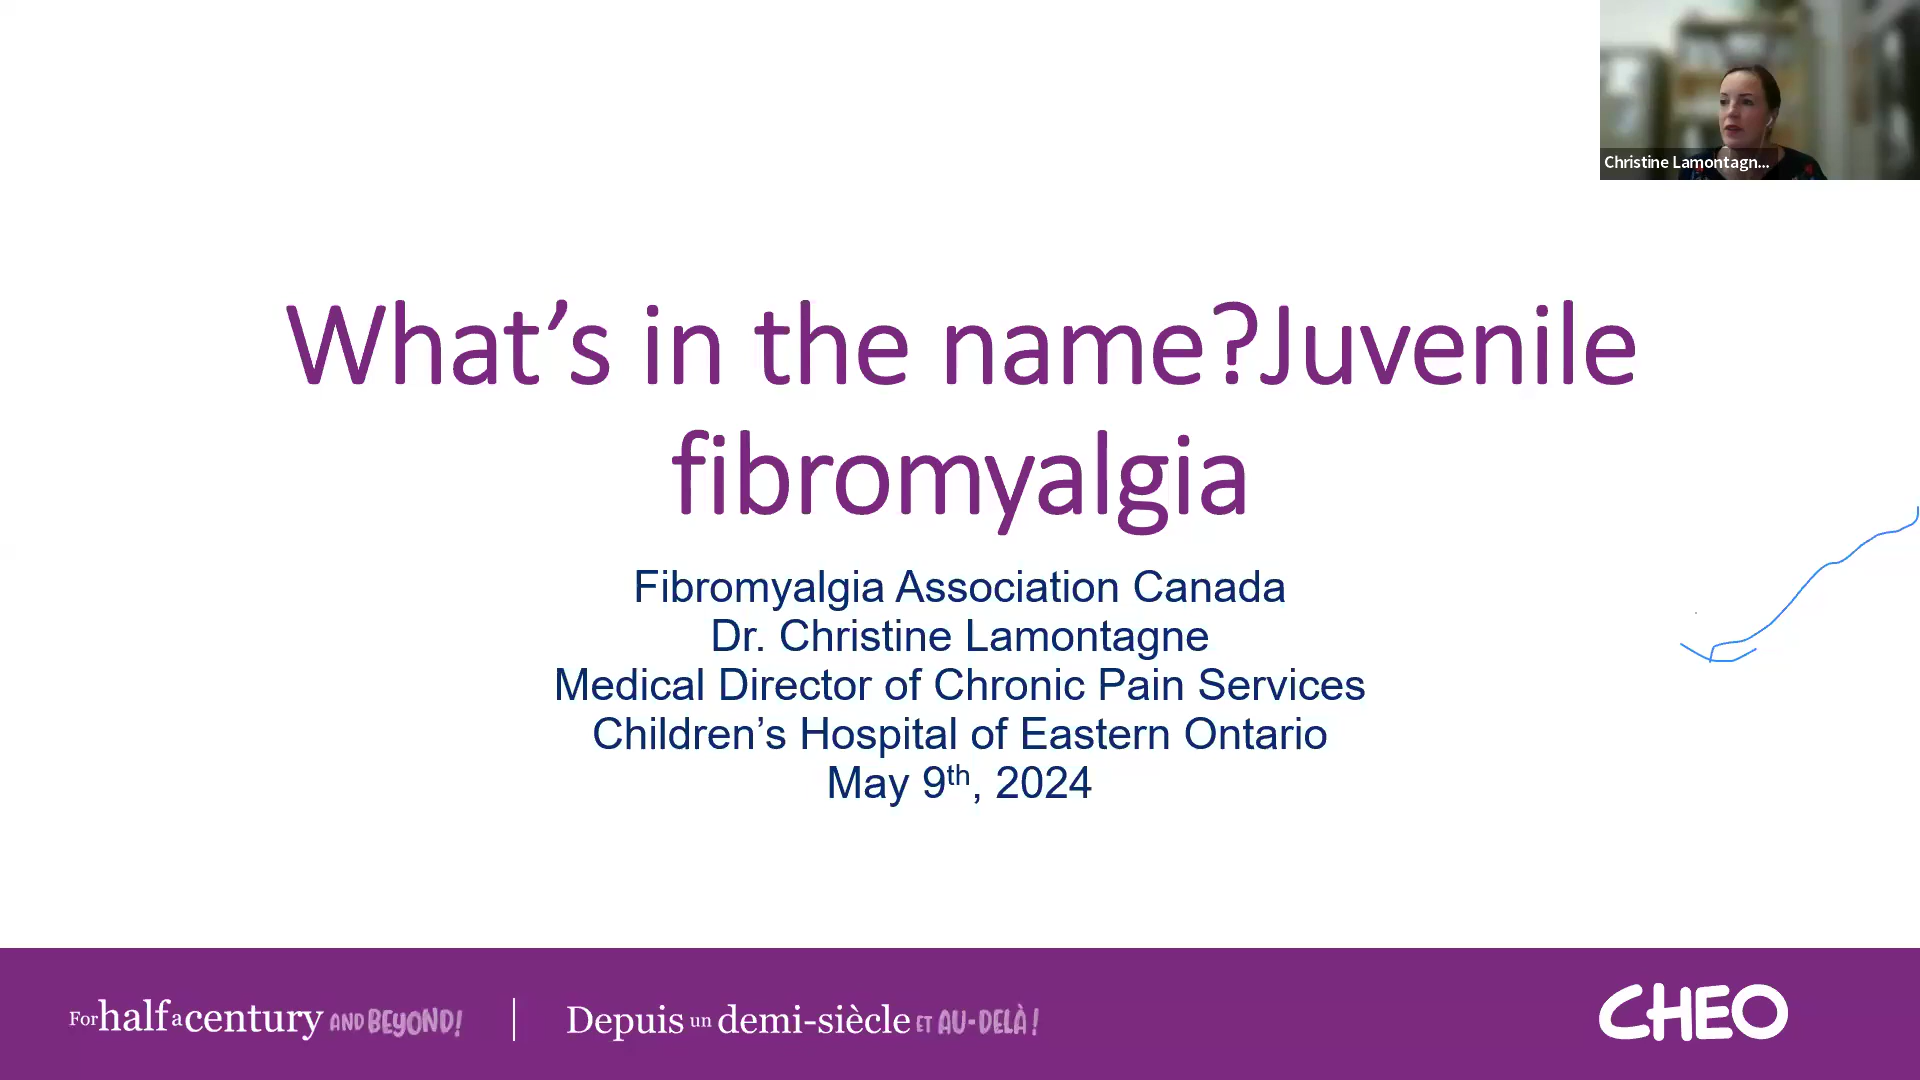 Christine Lamontagn...
What's in the name?Juvenile
fibromyalgia
Fibromyalgia Association Canada
Dr. Christine Lamontagne
Medical Director of Chronic Pain Services
Children's Hospital of Eastern Ontario
May 9th, 2024
For half a century AND BEYOND! | Depuis un demi-siècle ET AU-DELÀ!
CHEO